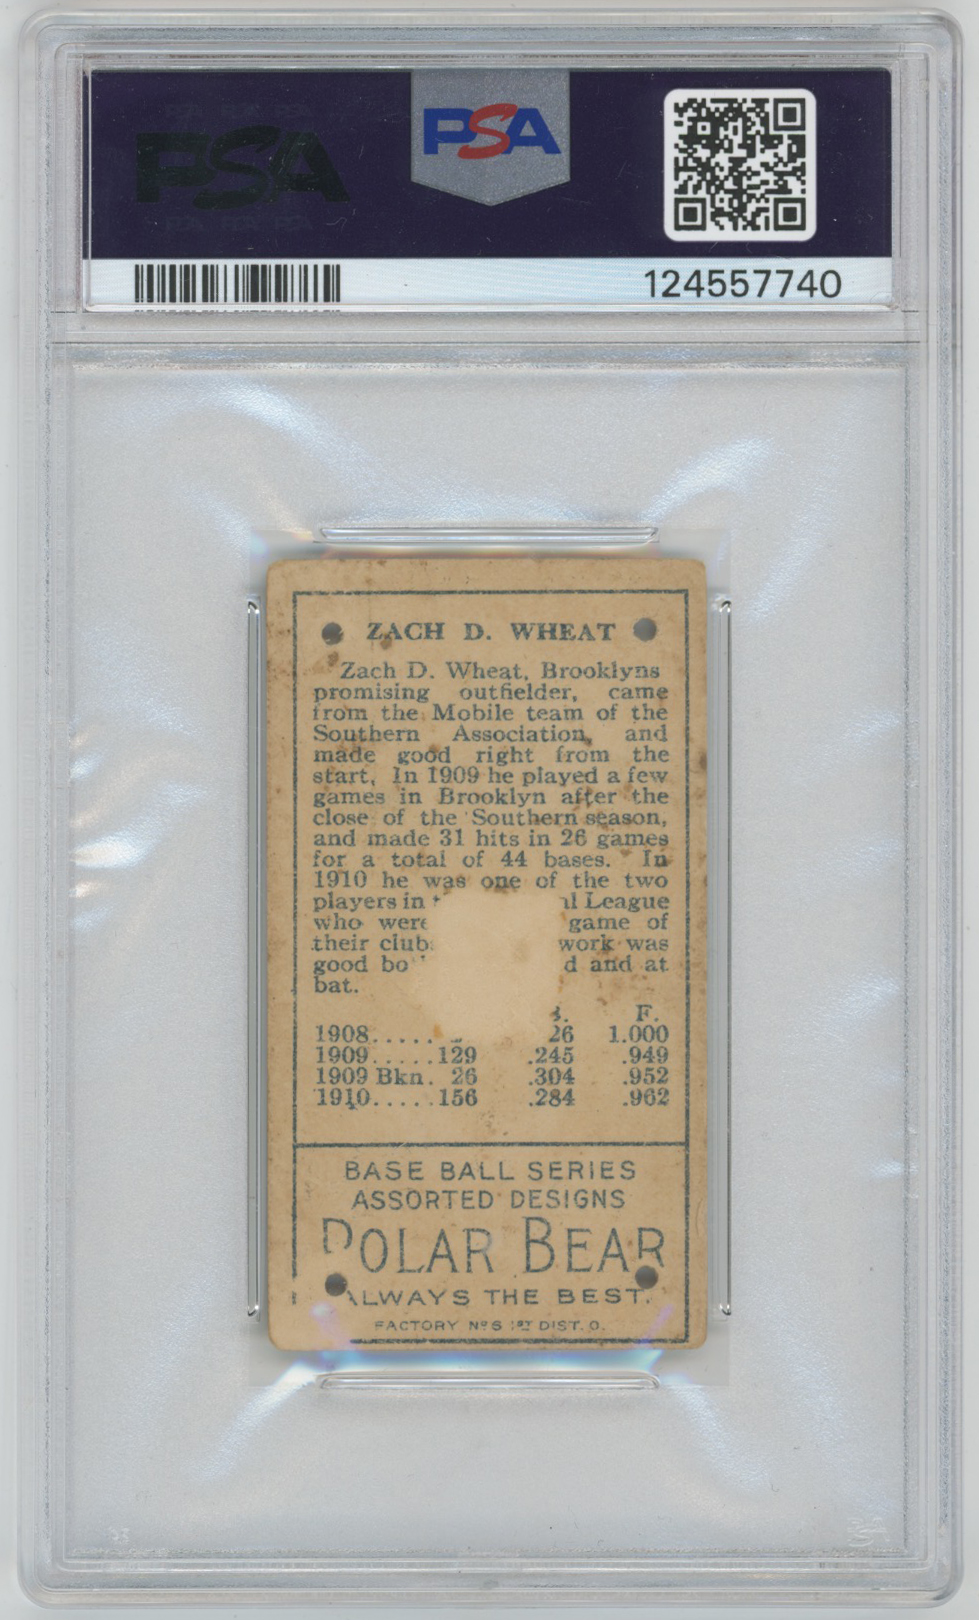 PSA
PSA
124557740
ZACH D. WHEAT
Zach D. Wheat, Brooklyns
promising outfielder, came
from the Mobile team of the
Southern Association, and
made good right from the
start, In 1909 he played a few
games in Brooklyn after the
close of the Southern season,
and made 31 hits in 26 games
for a total of 44 bases. In
1910 he was one of the two
players in League
who were game of
their work was
good and at
bat.
F.
1908..... 1.000
1909.....129 .245 .949
1909 Bkn. 26 .304 .952
1910.....156 .284 .962
BASE BALL SERIES
ASSORTED DESIGNS
POLAR BEAR
ALWAYS THE BEST.
FACTORY Nº 6 1ST DIST. O.